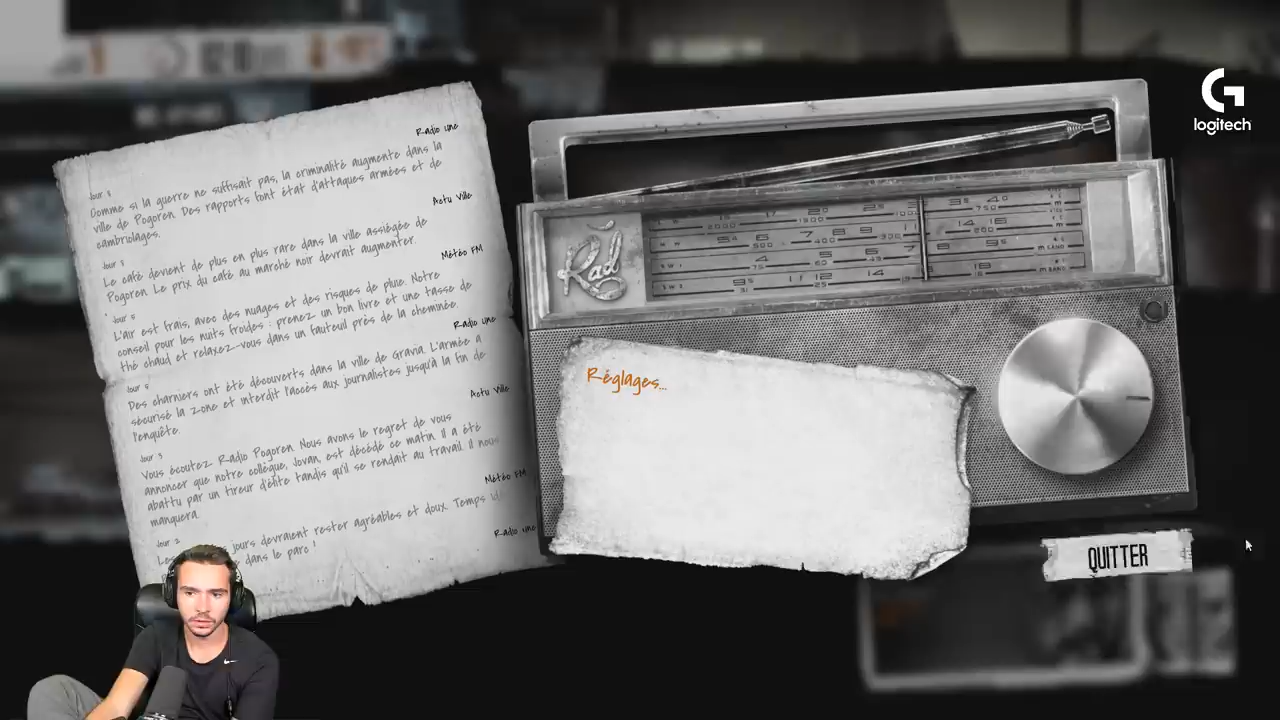 Radio Une
Jour 8
Comme si la guerre ne suffisait pas, la criminalité augmente dans la
ville de Pogoren. Des rapports font état d'attaques armées et de
cambriolages.
Actu Ville
Le café devient de plus en plus rare dans la ville assiégée de
Pogoren. Le prix du café au marché noir devrait augmenter.
Météo FM
L'air est frais, avec des nuages et des risques de pluie. Notre
conseil pour les nuits froides : prenez un bon livre et une tasse de
thé chaud et relaxez-vous dans un fauteuil près de la cheminée.
Radio Une
Des charniers ont été découverts dans la ville de Gravia. L'armée a
sécurisé la zone et interdit l'accès aux journalistes jusqu'à la fin de
l'enquête.
Actu Ville
Jour 3
Vous écoutez Radio Pogoren. Nous avons le regret de vous
annoncer que notre collègue, Jovan, est décédé ce matin. Il a été
abattu par un tireur d'élite tandis qu'il se rendait au travail. Il nous
manquera.
Météo FM
Jour 2
jours devraient rester agréables et doux. Temps
dans le parc !
Radio Une
Rad
Réglages...
QUITTER
logitech